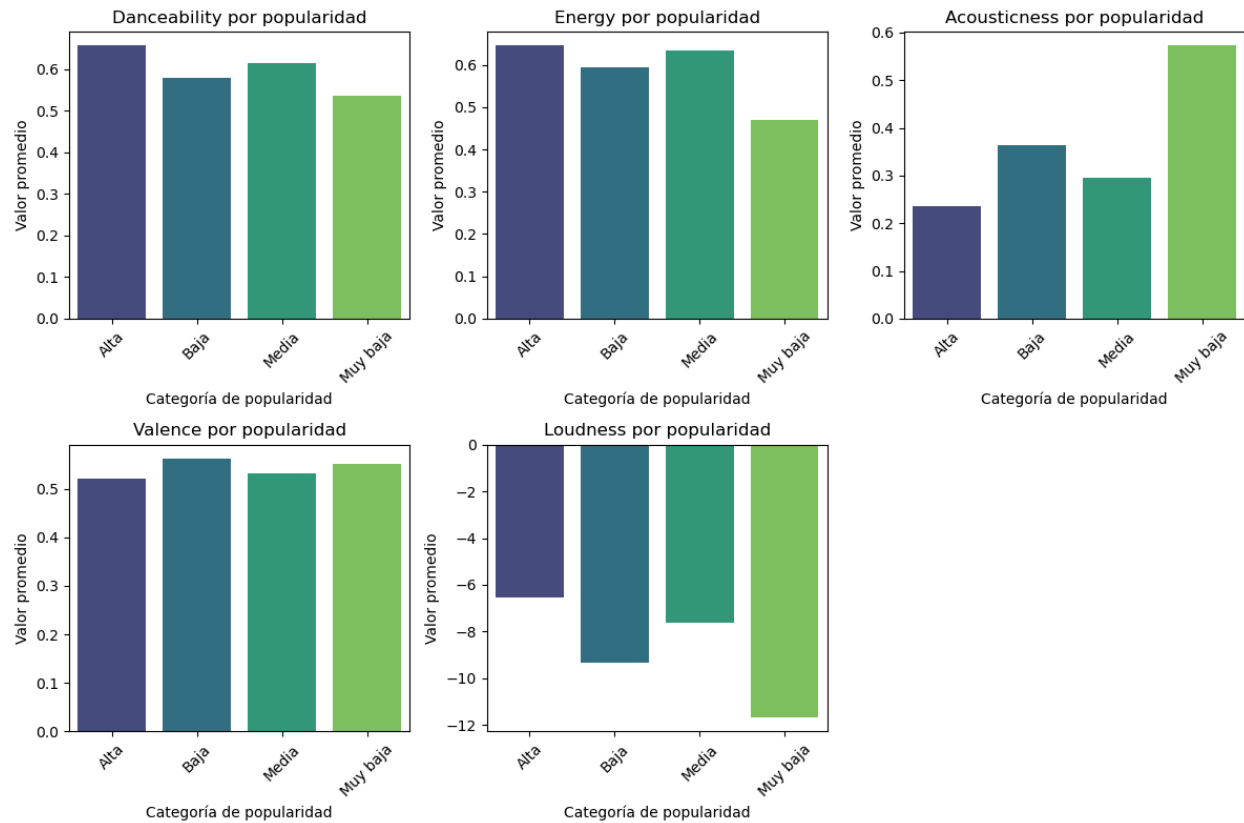 Danceability por popularidad
Valor promedio
0.6
0.5
0.4
0.3
0.2
0.1
0.0
Alta
Baja
Media
Muy baja
Categoría de popularidad
Energy por popularidad
Valor promedio
0.6
0.5
0.4
0.3
0.2
0.1
0.0
Alta
Baja
Media
Muy baja
Categoría de popularidad
Acousticness por popularidad
Valor promedio
0.6
0.5
0.4
0.3
0.2
0.1
0.0
Alta
Baja
Media
Muy baja
Categoría de popularidad
Valence por popularidad
Valor promedio
0.5
0.4
0.3
0.2
0.1
0.0
Alta
Baja
Media
Muy baja
Categoría de popularidad
Loudness por popularidad
Valor promedio
0
−2
−4
−6
−8
−10
−12
Alta
Baja
Media
Muy baja
Categoría de popularidad